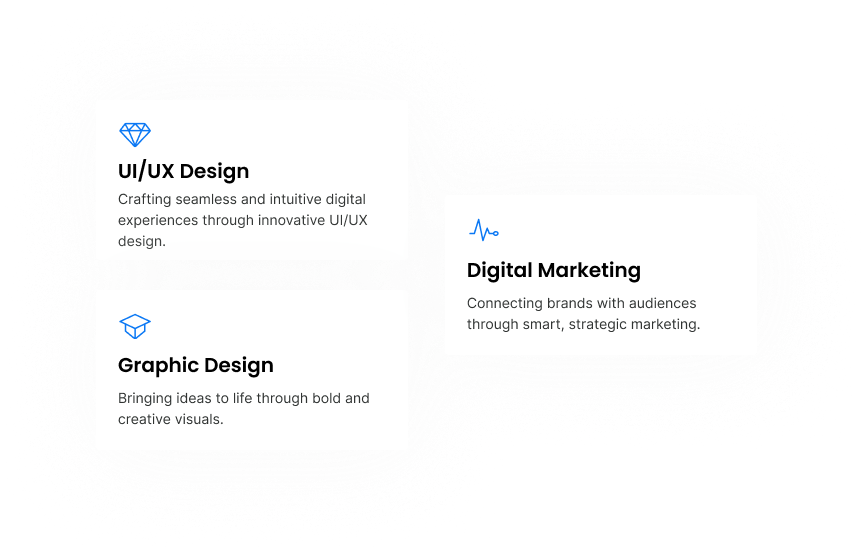 UI/UX Design
Crafting seamless and intuitive digital
experiences through innovative UI/UX
design.
Graphic Design
Bringing ideas to life through bold and
creative visuals.
Digital Marketing
Connecting brands with audiences
through smart, strategic marketing.